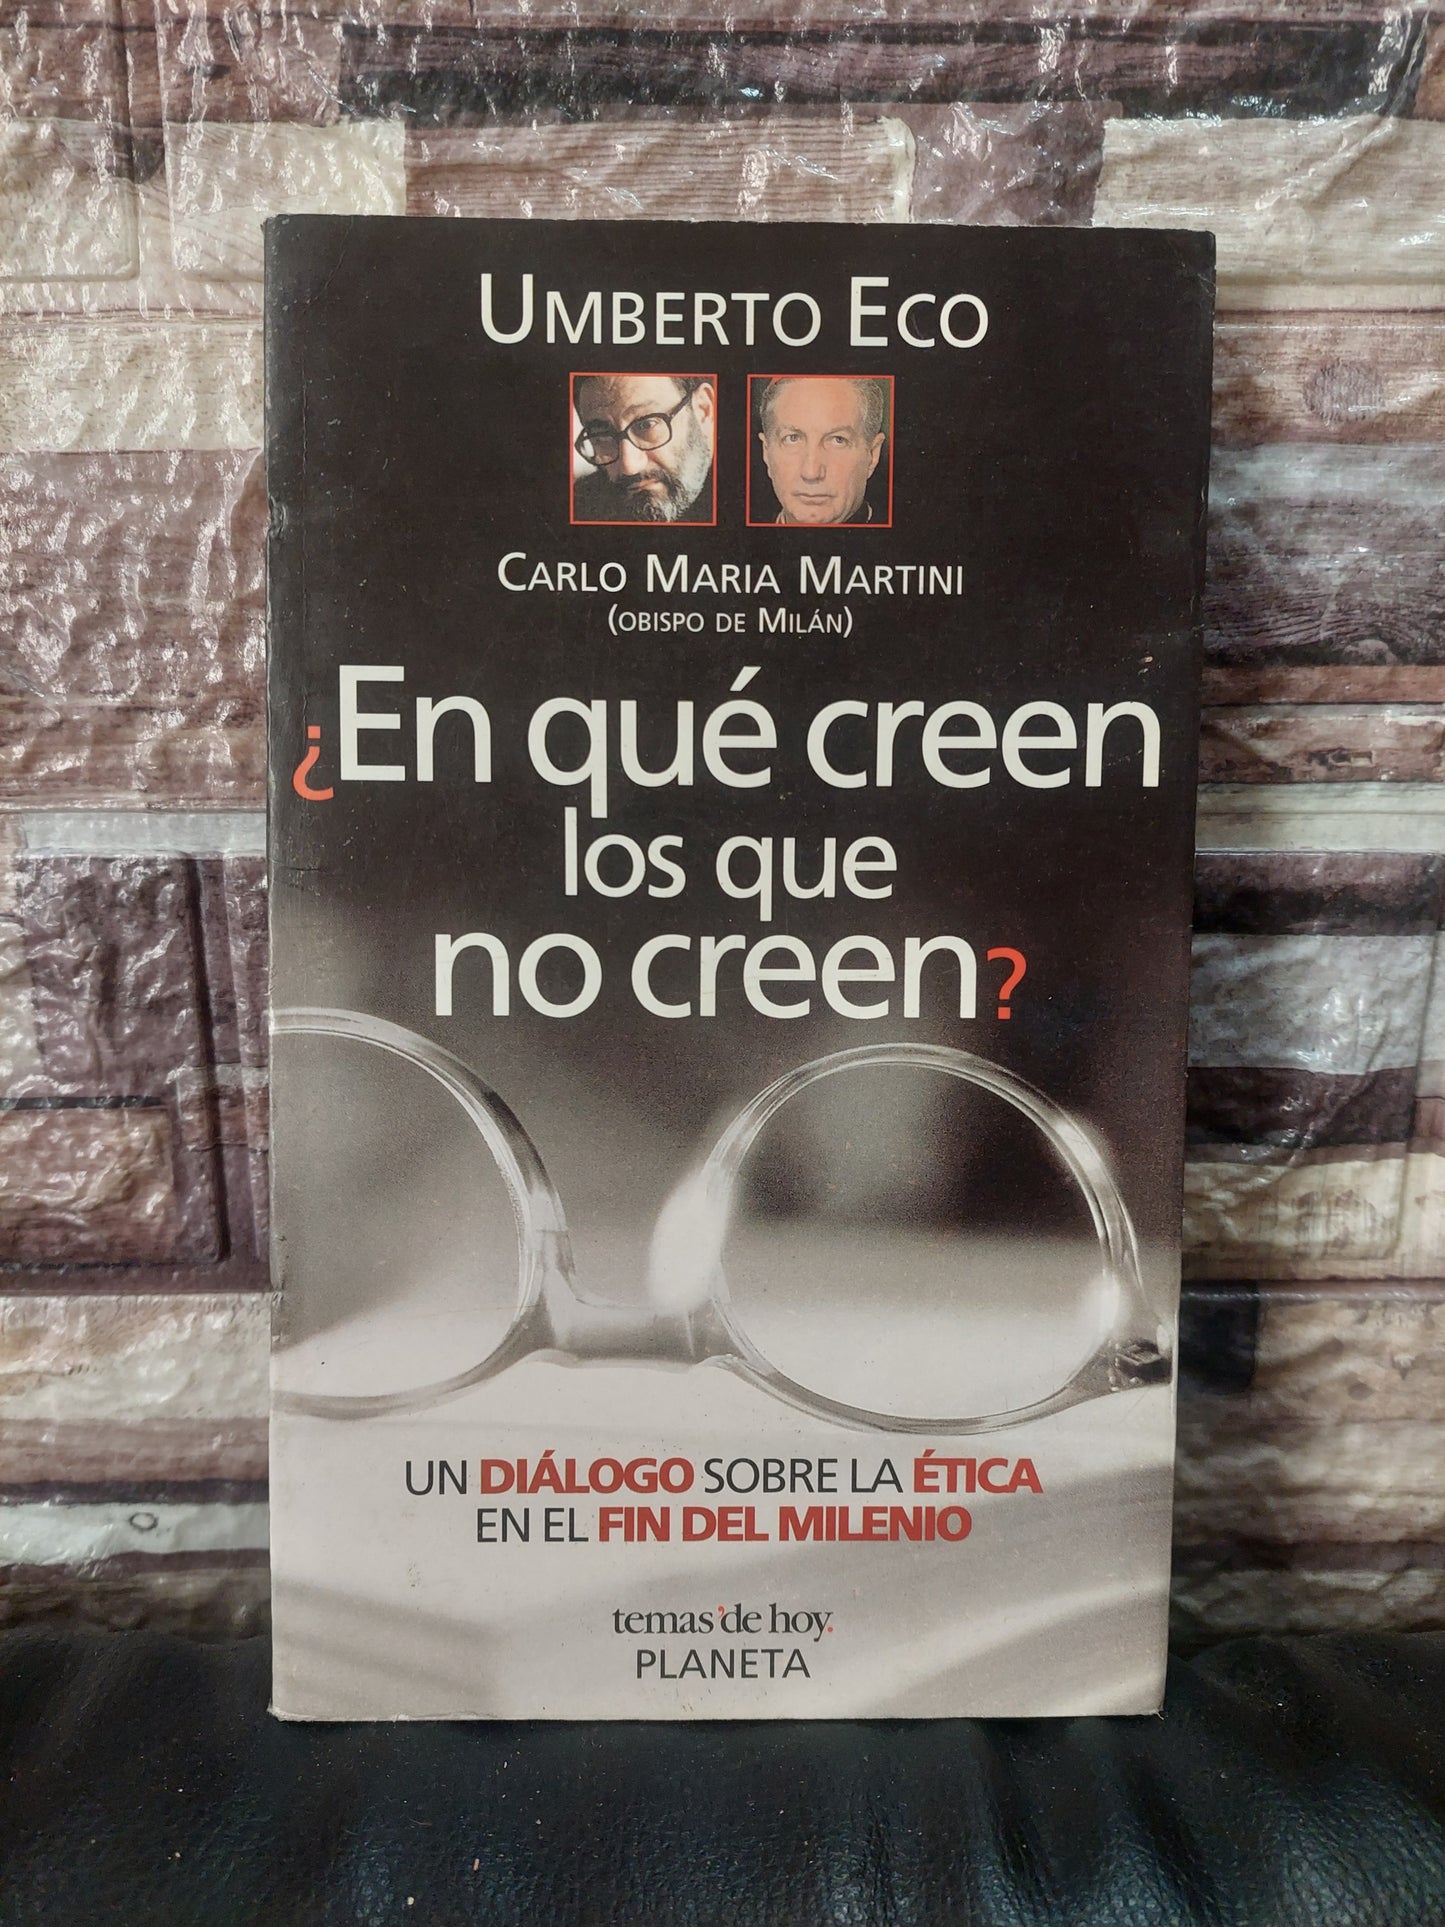 UMBERTO ECO
CARLO MARIA MARTINI
(OBISPO DE MILÁN)
¿En qué creen
los que
no creen?
UN DIÁLOGO SOBRE LA ÉTICA
EN EL FIN DEL MILENIO
temas'de hoy.
PLANETA